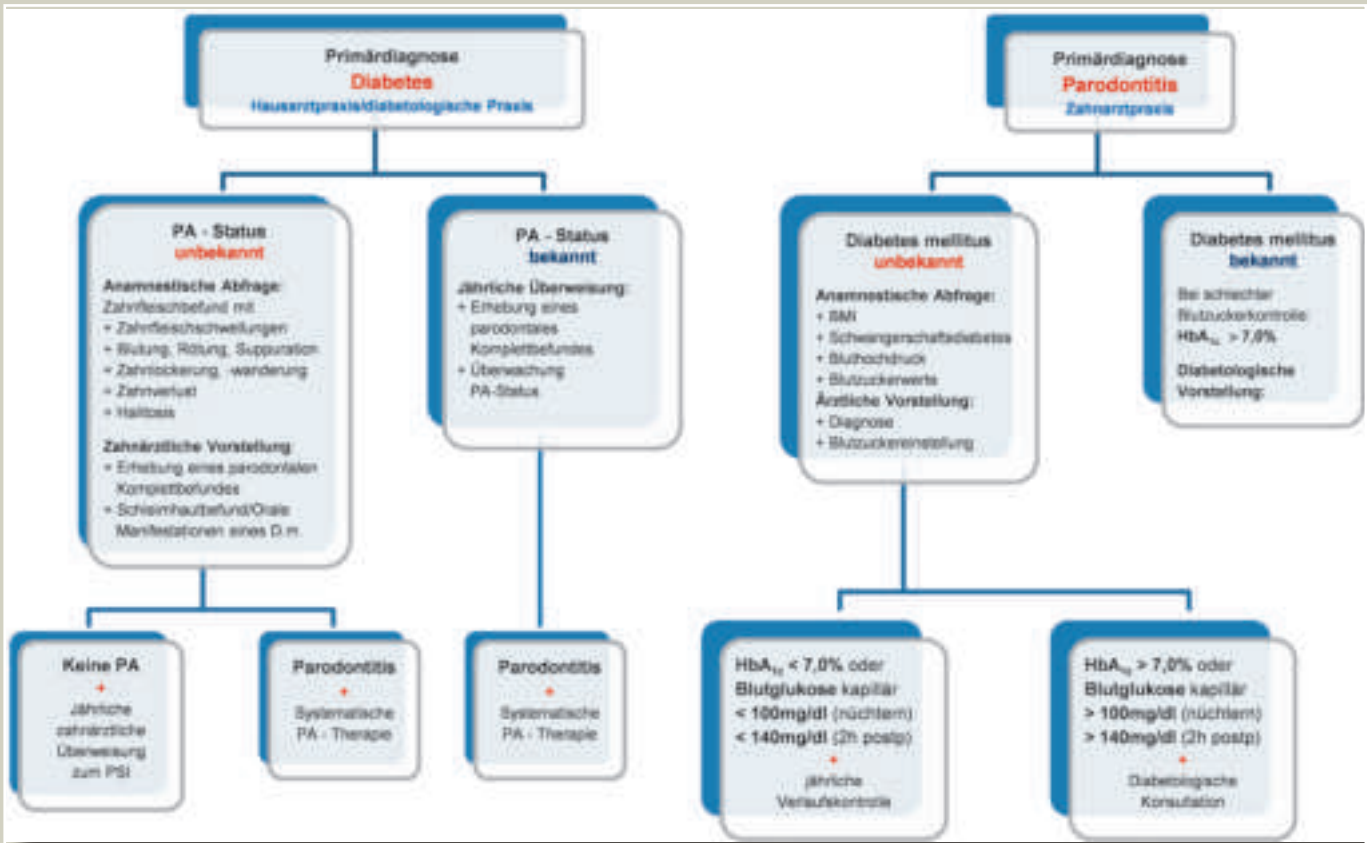 Primärdiagnose
Diabetes
Hausarztpraxis/diabetologische Praxis
PA - Status
unbekannt
Anamnestische Abfrage:
Zahnfleischbefund mit
+ Zahnfleischschwellungen
+ Blutung, Rötung, Suppuration
+ Zahnlockerung, -wanderung
+ Zahnverlust
+ Halitosis
Zahnärztliche Vorstellung
+ Erhebung eines parodontalen
Komplettbefundes
+ Schleimhautbefund/Orale
Manifestationen eines D.m.
PA - Status
bekannt
Jährliche Überweisung:
+ Erhebung eines
parodontales
Komplettbefundes
+ Überwachung
PA-Status
Keine PA
+
Jährliche
zahnärztliche
Überweisung
zum PSI
Parodontitis
+
Systematische
PA - Therapie
Parodontitis
+
Systematische
PA - Therapie
Primärdiagnose
Parodontitis
Zahnarztpraxis
Diabetes mellitus
unbekannt
Anamnestische Abfrage:
+ BMI
+ Schwangerschaftsdiabetes
+ Bluthochdruck
+ Blutzuckerwerte
Ärztliche Vorstellung:
+ Diagnose
+ Blutzuckereinstellung
Diabetes mellitus
bekannt
Bei schlechter
Blutzuckerkontrolle
HbA1c > 7,0%
Diabetologische
Vorstellung:
HbA1c < 7,0% oder
Blutglukose kapillär
< 100mg/dl (nüchtern)
< 140mg/dl (2h postp)
+
jährliche
Verlaufskontrolle
HbA1c > 7,0% oder
Blutglukose kapillär
> 100mg/dl (nüchtern)
> 140mg/dl (2h postp)
+
Diabetologische
Konsultation